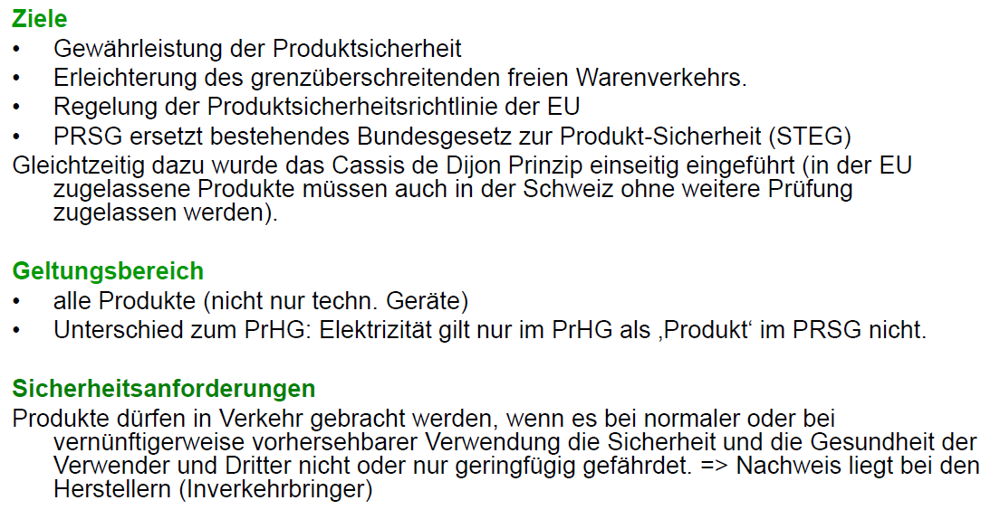 Ziele
• Gewährleistung der Produktsicherheit
• Erleichterung des grenzüberschreitenden freien Warenverkehrs.
• Regelung der Produktsicherheitsrichtlinie der EU
• PRSG ersetzt bestehendes Bundesgesetz zur Produkt-Sicherheit (STEG)
Gleichtzeitig dazu wurde das Cassis de Dijon Prinzip einseitig eingeführt (in der EU
zugelassene Produkte müssen auch in der Schweiz ohne weitere Prüfung
zugelassen werden).
Geltungsbereich
• alle Produkte (nicht nur techn. Geräte)
• Unterschied zum PrHG: Elektrizität gilt nur im PrHG als ‚Produkt‘ im PRSG nicht.
Sicherheitsanforderungen
Produkte dürfen in Verkehr gebracht werden, wenn es bei normaler oder bei
vernünftigerweise vorhersehbarer Verwendung die Sicherheit und die Gesundheit der
Verwender und Dritter nicht oder nur geringfügig gefährdet. => Nachweis liegt bei den
Herstellern (Inverkehrbringer)